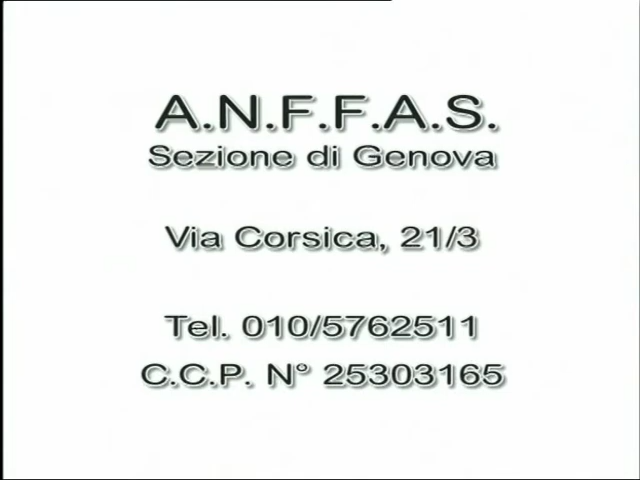 A.N.F.F.A.S.
Sezione di Genova
Via Corsica, 21/3
Tel. 010/5762511
C.C.P. N° 25303165